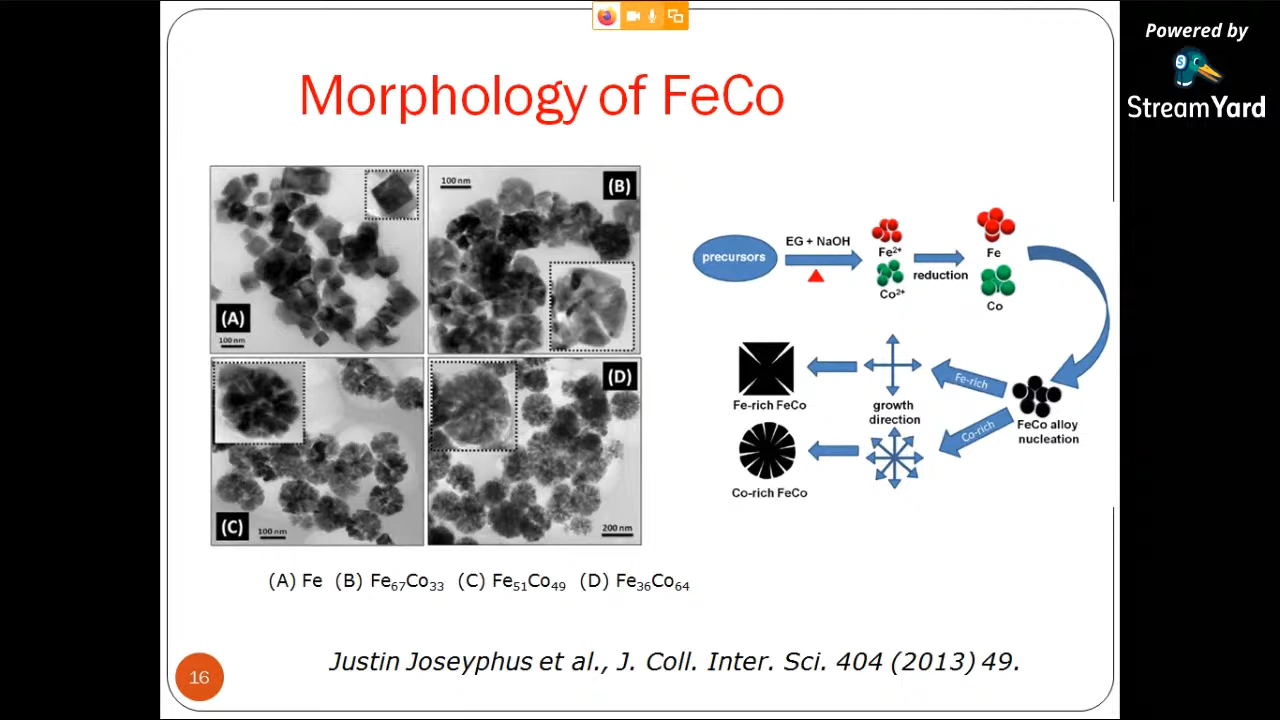 Powered by
StreamYard
Morphology of FeCo
(A)
100 nm
100 nm
(B)
(C)
100 nm
(D)
200 nm
precursors
EG + NaOH
Fe²⁺
Co²⁺
reduction
Fe
Co
Fe-rich
Co-rich
FeCo alloy
nucleation
growth
direction
Fe-rich FeCo
Co-rich FeCo
(A) Fe (B) Fe₆₇Co₃₃ (C) Fe₅₁Co₄₉ (D) Fe₃₆Co₆₄
Justin Joseyphus et al., J. Coll. Inter. Sci. 404 (2013) 49.
16